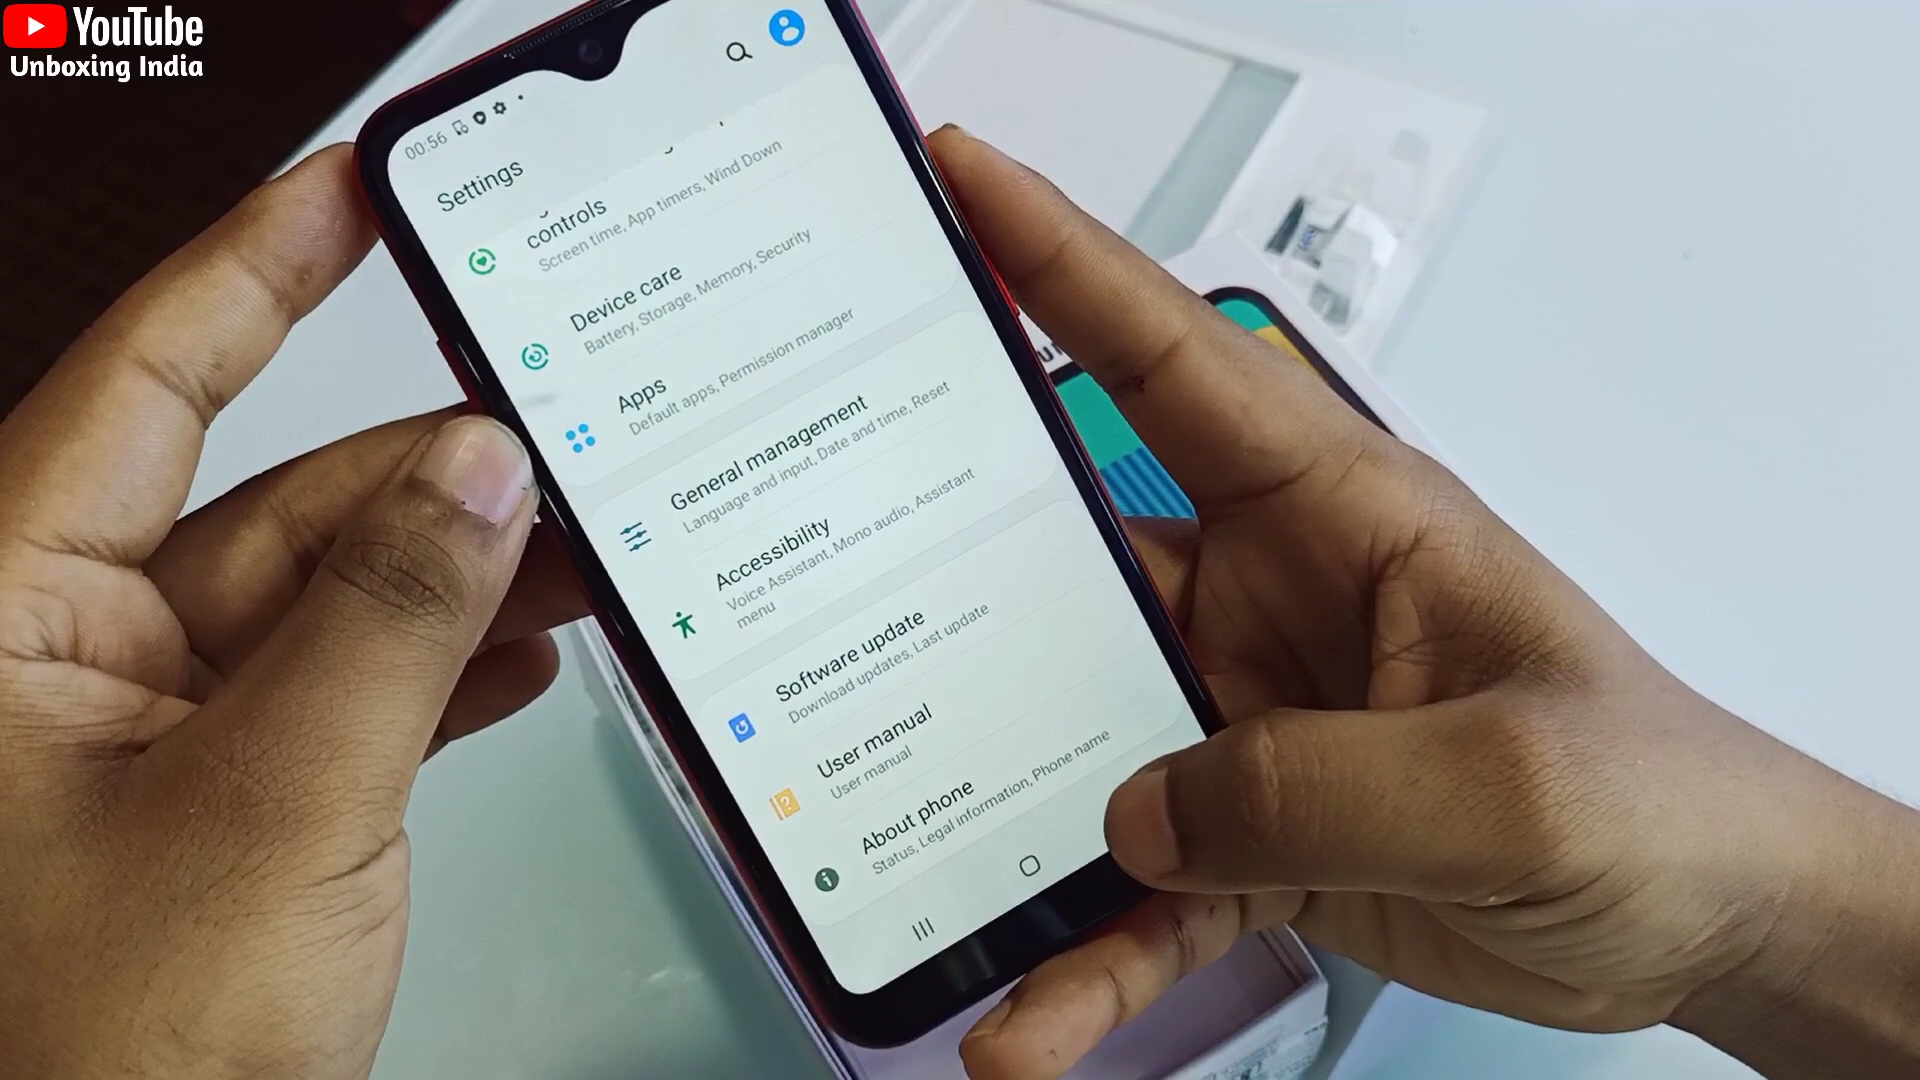 YouTube
Unboxing India
00:56
Settings
controls
Screen time, App timers, Wind Down
Device care
Battery, Storage, Memory, Security
Apps
Default apps, Permission manager
General management
Language and input, Date and time, Reset
Accessibility
Voice Assistant, Mono audio, Assistant
menu
Software update
Download updates, Last update
User manual
User manual
About phone
Status, Legal information, Phone name